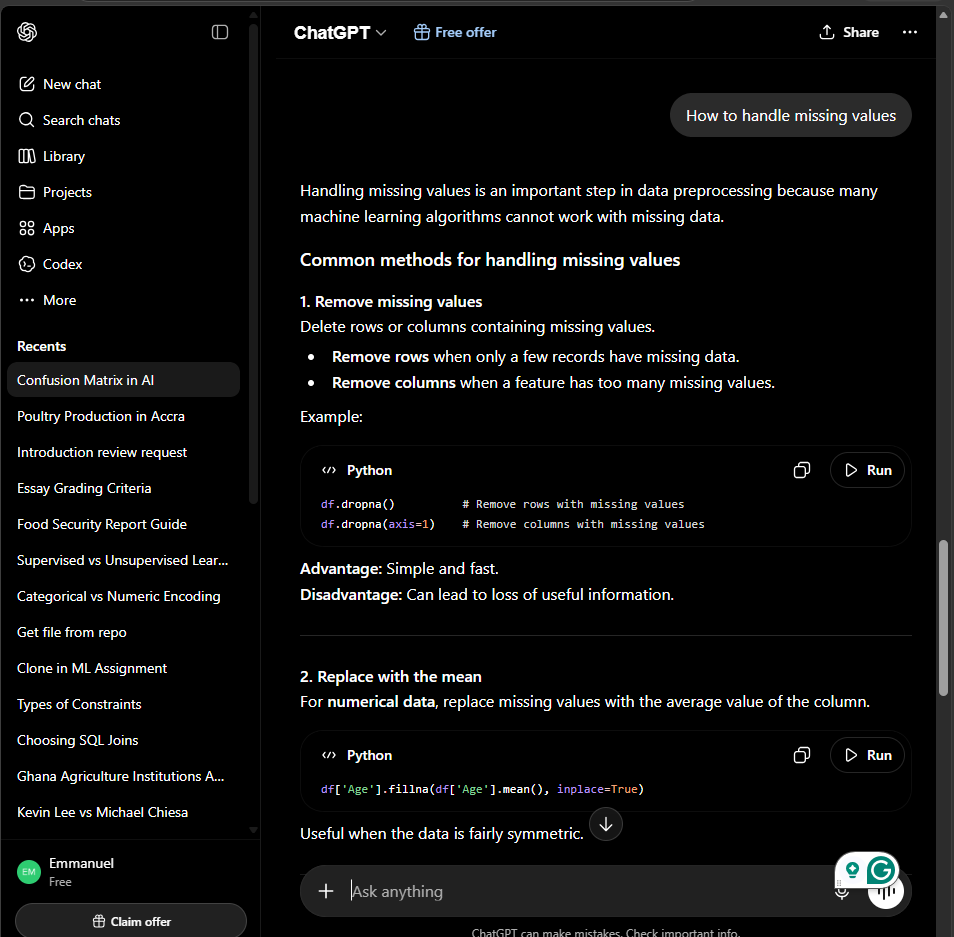 ChatGPT
Free offer
Share
New chat
Search chats
Library
Projects
Apps
Codex
More
Recents
Confusion Matrix in AI
Poultry Production in Accra
Introduction review request
Essay Grading Criteria
Food Security Report Guide
Supervised vs Unsupervised Lear...
Categorical vs Numeric Encoding
Get file from repo
Clone in ML Assignment
Types of Constraints
Choosing SQL Joins
Ghana Agriculture Institutions A...
Kevin Lee vs Michael Chiesa
EM
Emmanuel
Free
Claim offer
How to handle missing values
Handling missing values is an important step in data preprocessing because many
machine learning algorithms cannot work with missing data.
Common methods for handling missing values
1. Remove missing values
Delete rows or columns containing missing values.
• Remove rows when only a few records have missing data.
• Remove columns when a feature has too many missing values.
Example:
Python
Run
df.dropna() # Remove rows with missing values
df.dropna(axis=1) # Remove columns with missing values
Advantage: Simple and fast.
Disadvantage: Can lead to loss of useful information.
2. Replace with the mean
For numerical data, replace missing values with the average value of the column.
Python
Run
df['Age'].fillna(df['Age'].mean(), inplace=True)
Useful when the data is fairly symmetric.
Ask anything
ChatGPT can make mistakes. Check important info.